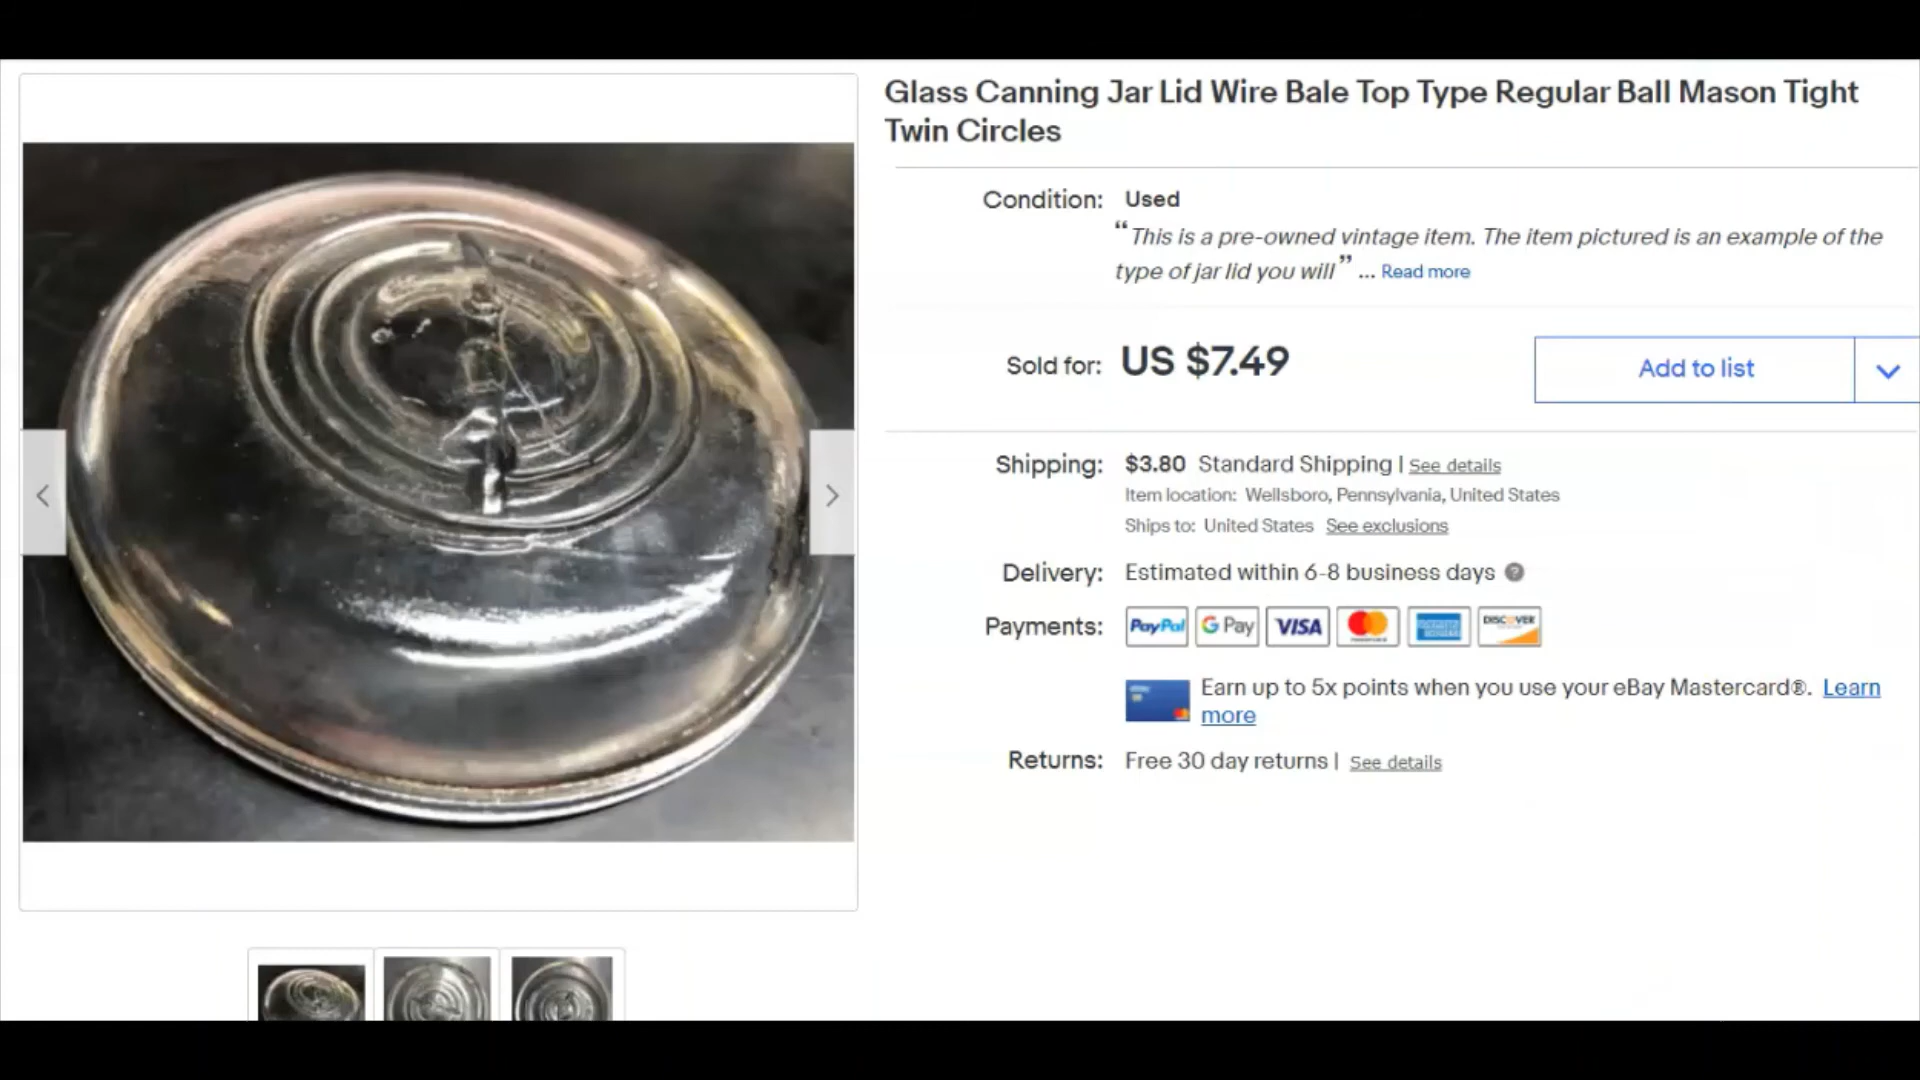 Glass Canning Jar Lid Wire Bale Top Type Regular Ball Mason Tight
Twin Circles
Condition: Used
“This is a pre-owned vintage item. The item pictured is an example of the
type of jar lid you will” ... Read more
Sold for: US $7.49
Add to list
Shipping: $3.80 Standard Shipping | See details
Item location: Wellsboro, Pennsylvania, United States
Ships to: United States See exclusions
Delivery: Estimated within 6-8 business days ?
Payments: PayPal G Pay VISA mastercard AMERICAN EXPRESS DISCOVER
Earn up to 5x points when you use your eBay Mastercard®. Learn
more
Returns: Free 30 day returns | See details